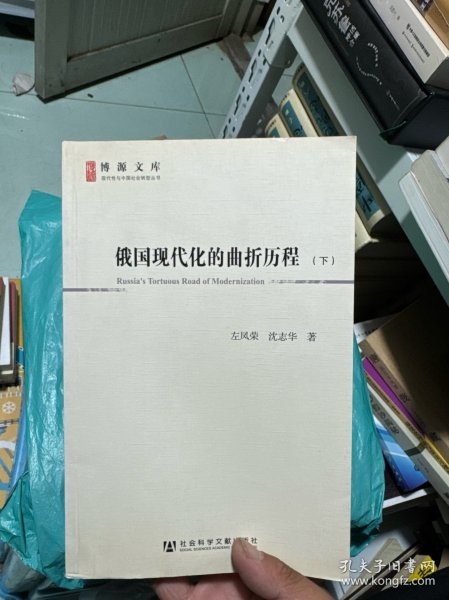 博源文库
现代性与中国社会转型丛书
俄国现代化的曲折历程（下）
Russia's Tortuous Road of Modernization
左凤荣 沈志华 著
社会科学文献出版社
SOCIAL SCIENCES ACADEMIC
孔夫子旧书网
www.kongfz.com